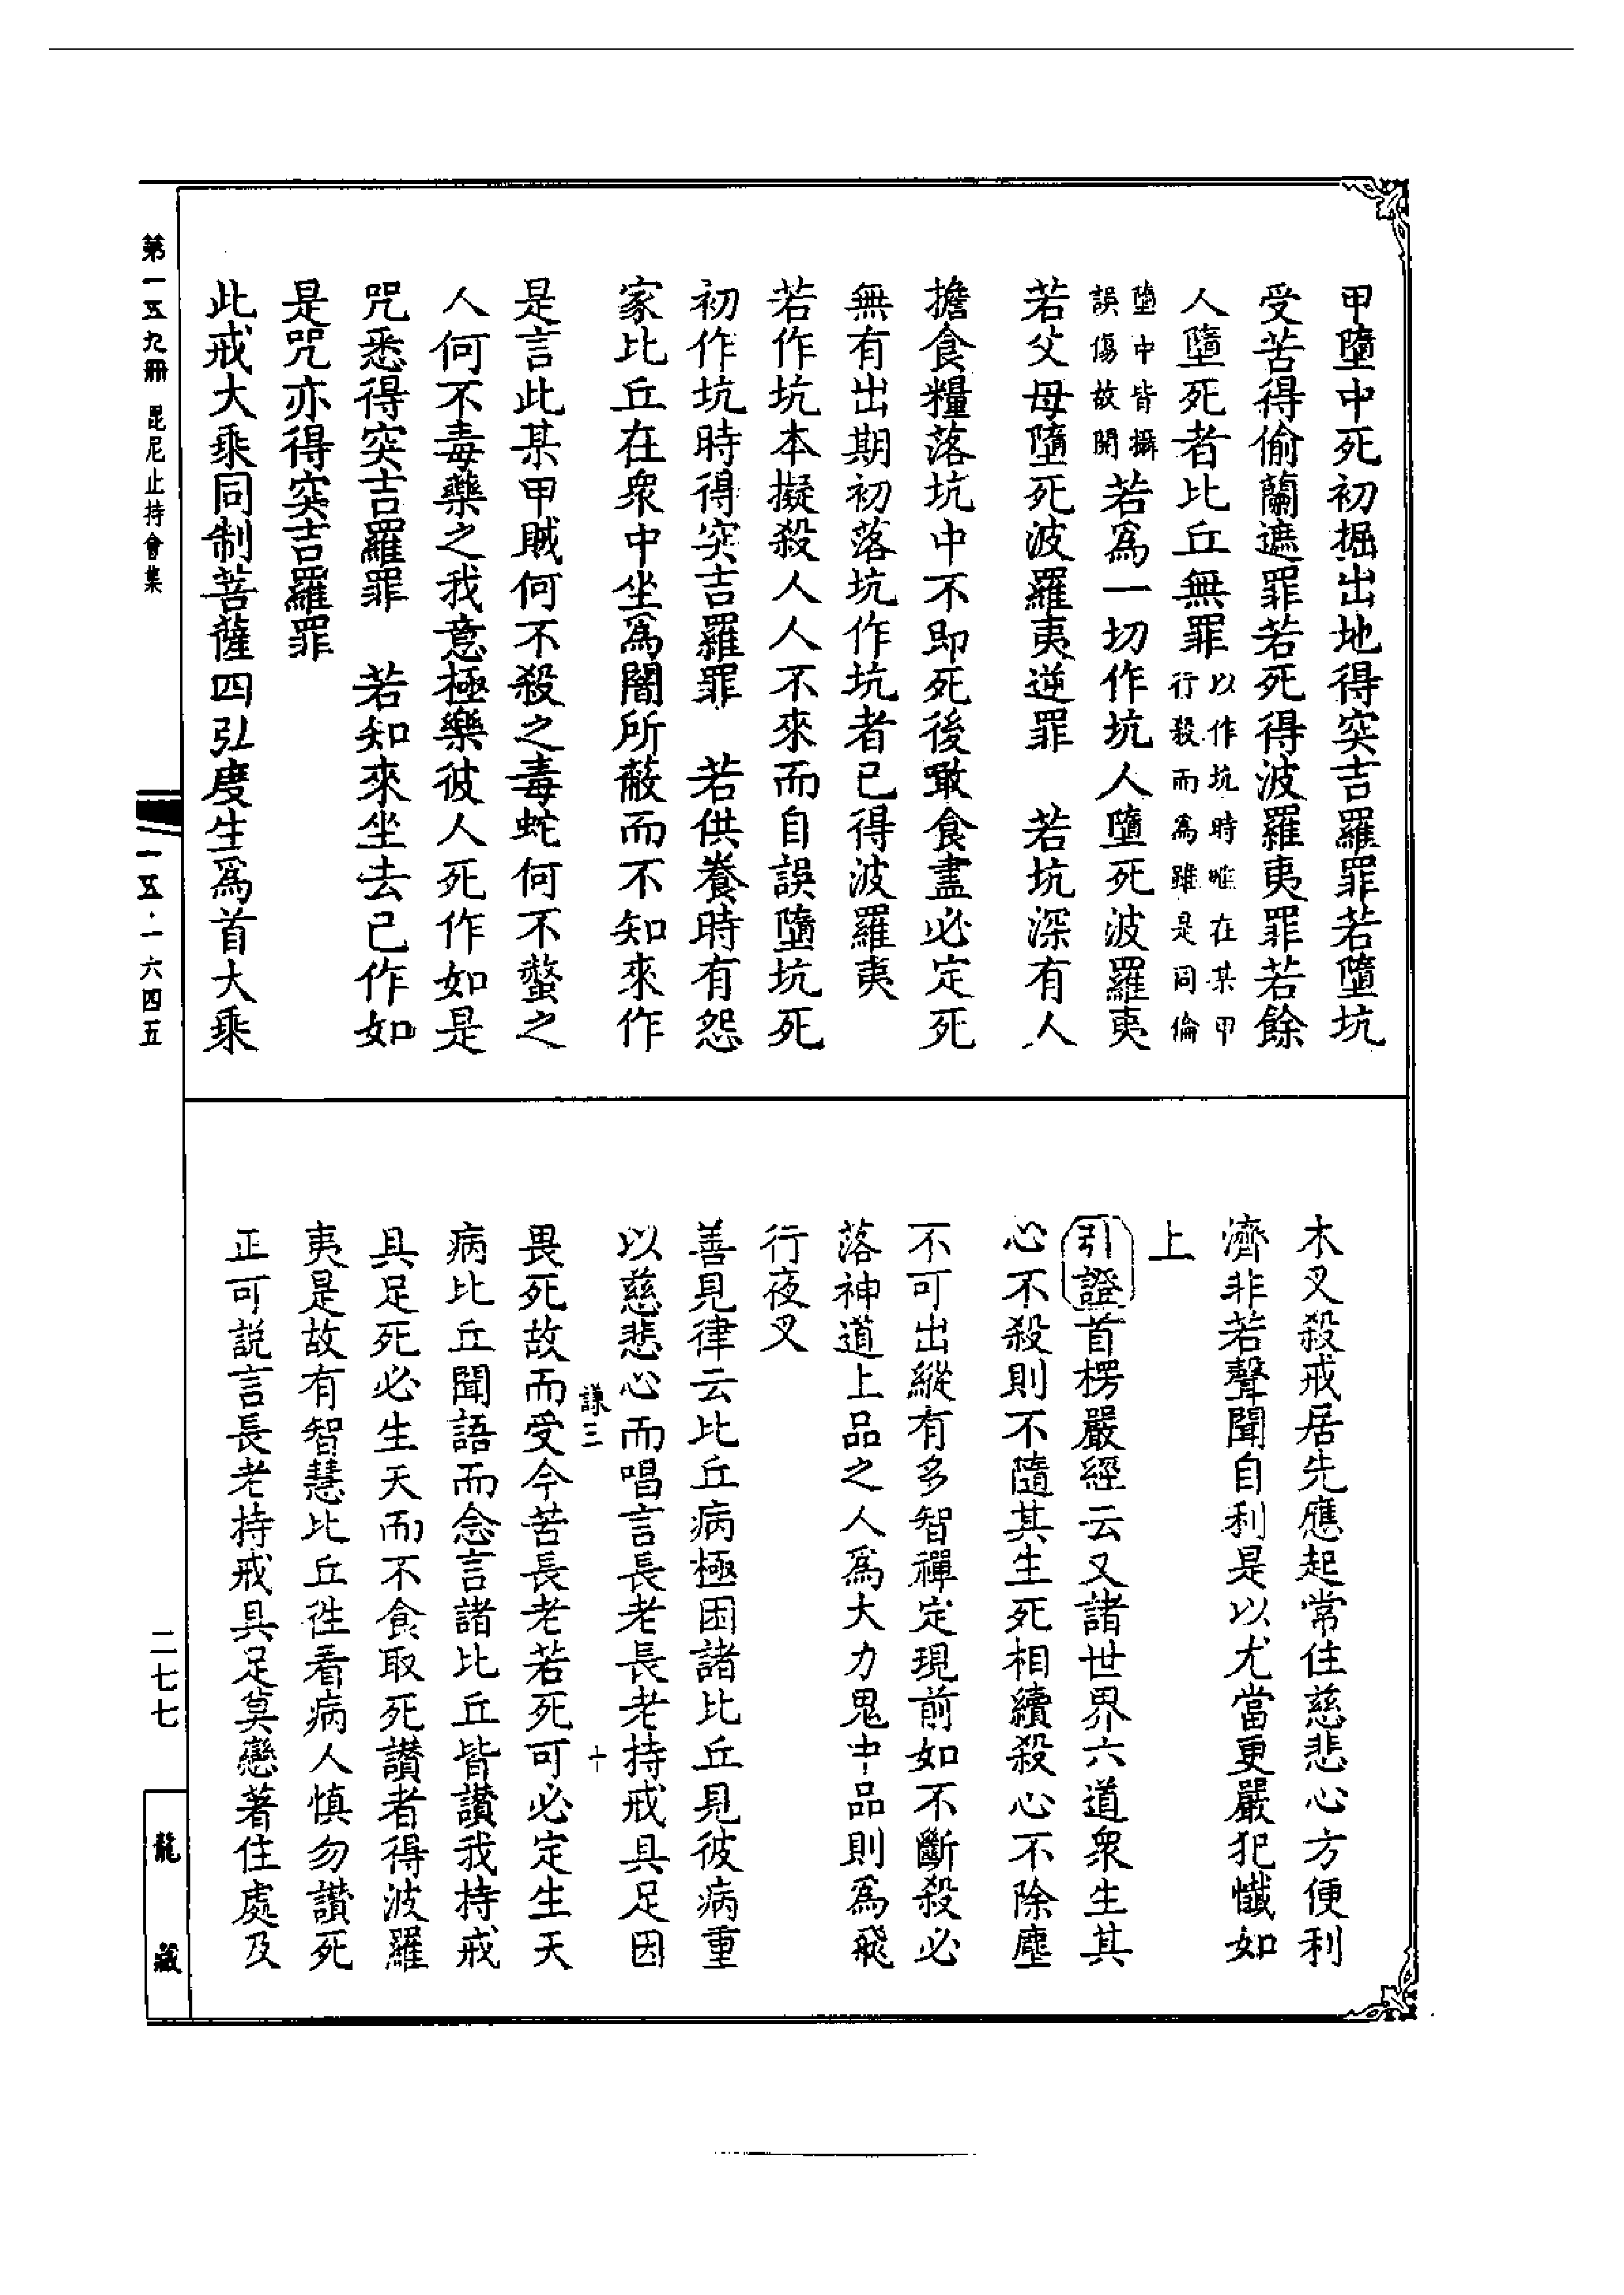 甲墮中死初掘出地得突吉羅罪若墮坑
受苦得偷蘭遮罪若死得波羅夷罪若餘
人墮死者比丘無罪以作坑時唯在某甲行殺而為雖是同倫
墮中皆攝誤傷故開若為一切作坑人墮死波羅夷
若父母墮死波羅夷逆罪　若坑深有人
擔食糧落坑中不即死後噉食盡必定死
無有出期初落坑作坑者已得波羅夷
若作坑本擬殺人人不來而自誤墮坑死
初作坑時得突吉羅罪　若供養時有怨
家比丘在眾中坐為闇所蔽而不知來作
是言此某甲賊何不殺之毒蛇何不螫之
人何不毒藥之我意極樂彼人死作如是
咒悉得突吉羅罪　若知來坐去已作如
是咒亦得突吉羅罪
此戒大乘同制菩薩四弘度生為首大乘
木叉殺戒居先應起常住慈悲心方便利
濟非若聲聞自利是以尤當更嚴犯懺如
上
引證首楞嚴經云又諸世界六道眾生其
心不殺則不隨其生死相續殺心不除塵
不可出縱有多智禪定現前如不斷殺必
落神道上品之人為大力鬼中品則為飛
行夜叉
善見律云比丘病極困諸比丘見彼病重
以慈悲心而唱言長老長老持戒具足因
謙三　十
畏死故而受今苦長老若死可必定生天
病比丘聞語而念言諸比丘皆讚我持戒
具足死必生天而不食取死讚者得波羅
夷是故有智慧比丘徃看病人慎勿讚死
正可說言長老持戒具足莫戀著住處及
第一五九冊　毘尼止持會集
一五·一六四五
二七七
龍藏